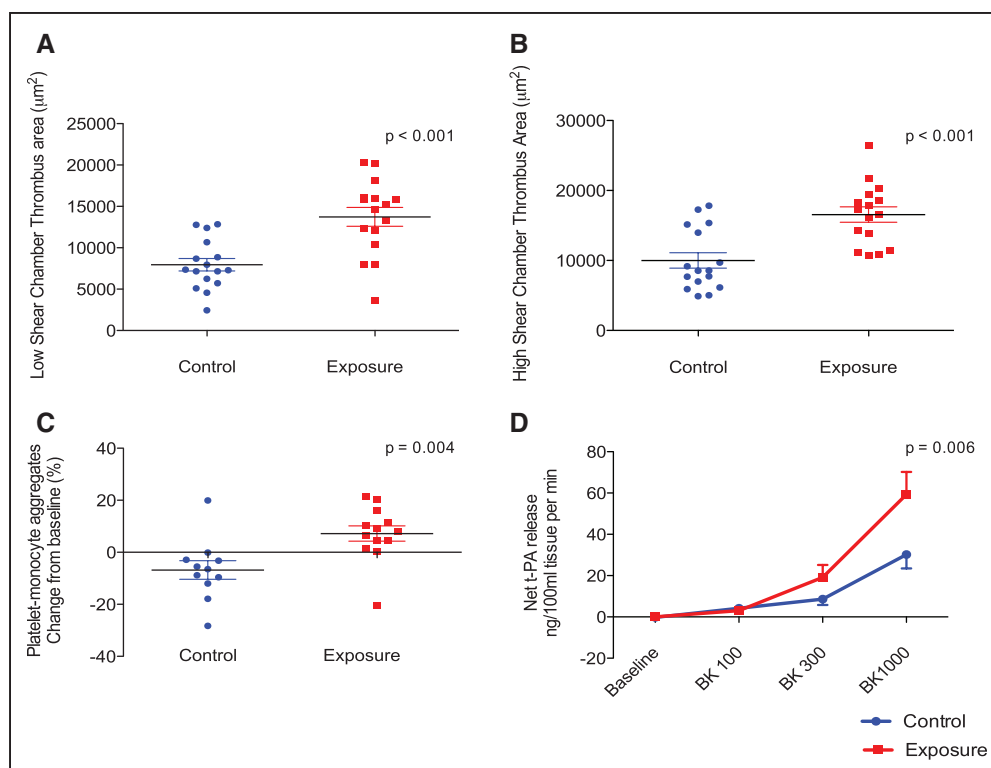 A
Low Shear Chamber Thrombus area (μm²)
25000
20000
15000
10000
5000
0
p < 0.001
Control
Exposure
B
High Shear Chamber Thrombus Area (μm²)
30000
20000
10000
0
p < 0.001
Control
Exposure
C
Platelet-monocyte aggregates
Change from baseline (%)
40
20
0
-20
-40
p = 0.004
Control
Exposure
D
Net t-PA release
ng/100ml tissue per min
80
60
40
20
0
-20
p = 0.006
Baseline
BK 100
BK 300
BK1000
Control
Exposure